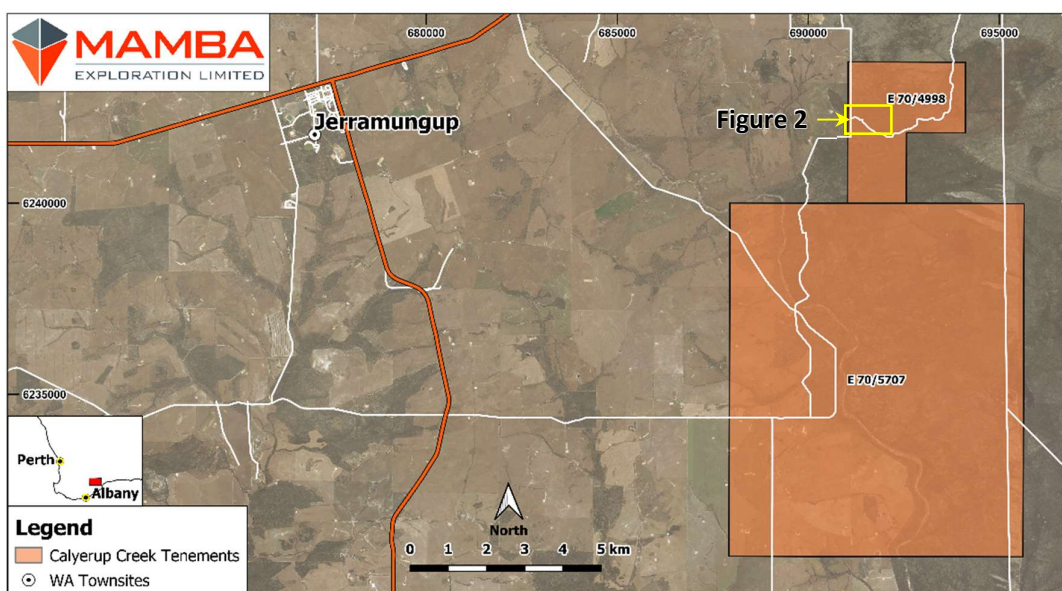 MAMBA
EXPLORATION LIMITED
680000
685000
690000
695000
E 70/4998
Figure 2
Jerramungup
6240000
E 70/5707
6235000
Perth
Albany
North
0 1 2 3 4 5 km
Legend
Calyerup Creek Tenements
WA Townsites